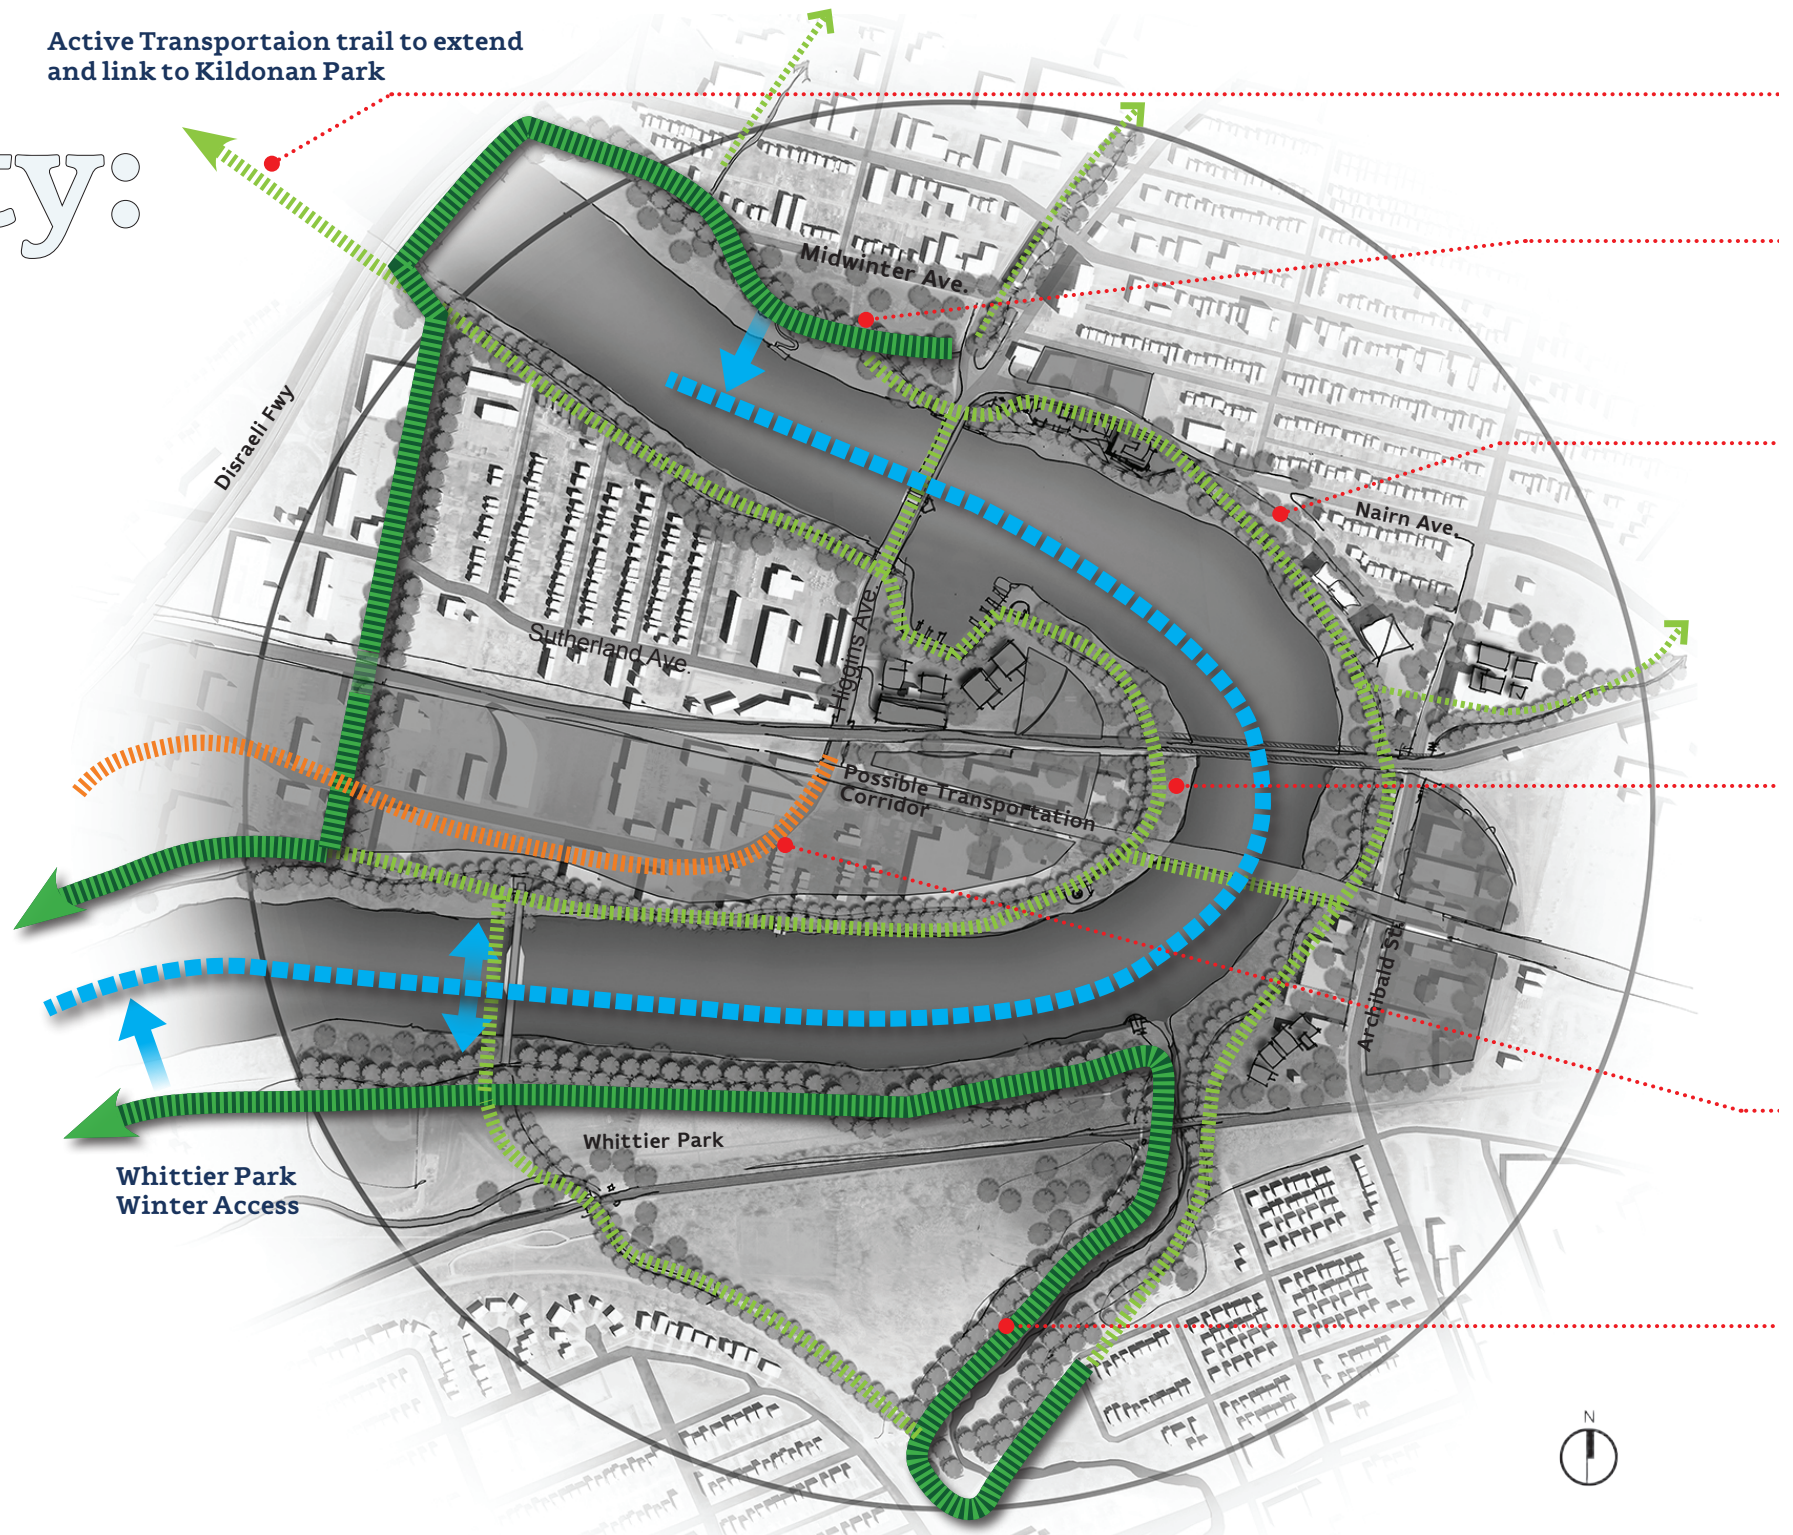 Active Transportaion trail to extend
and link to Kildonan Park
ty:
Midwinter Ave.
Disraeli Fwy
Nairn Ave.
Sutherland Ave.
Higgins Ave.
Possible Transportation
Corridor
Archibald St.
Whittier Park
Whittier Park
Winter Access
N